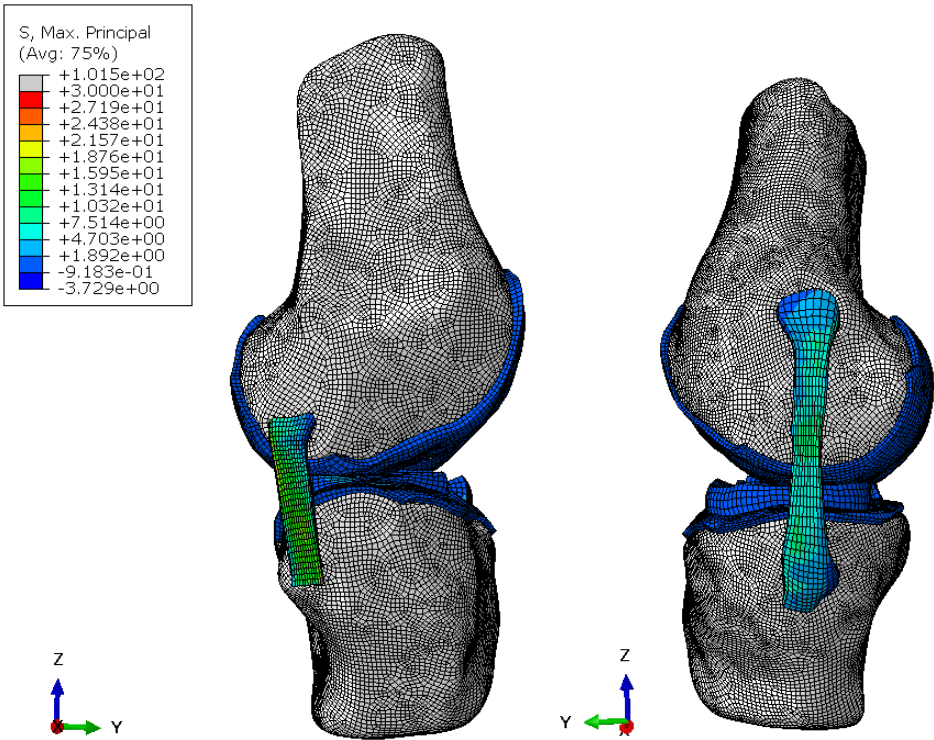 S, Max. Principal
(Avg: 75%)
+1.015e+02
+3.000e+01
+2.719e+01
+2.438e+01
+2.157e+01
+1.876e+01
+1.595e+01
+1.314e+01
+1.032e+01
+7.514e+00
+4.703e+00
+1.892e+00
-9.183e-01
-3.729e+00
Z
X
Y
Z
Y
X